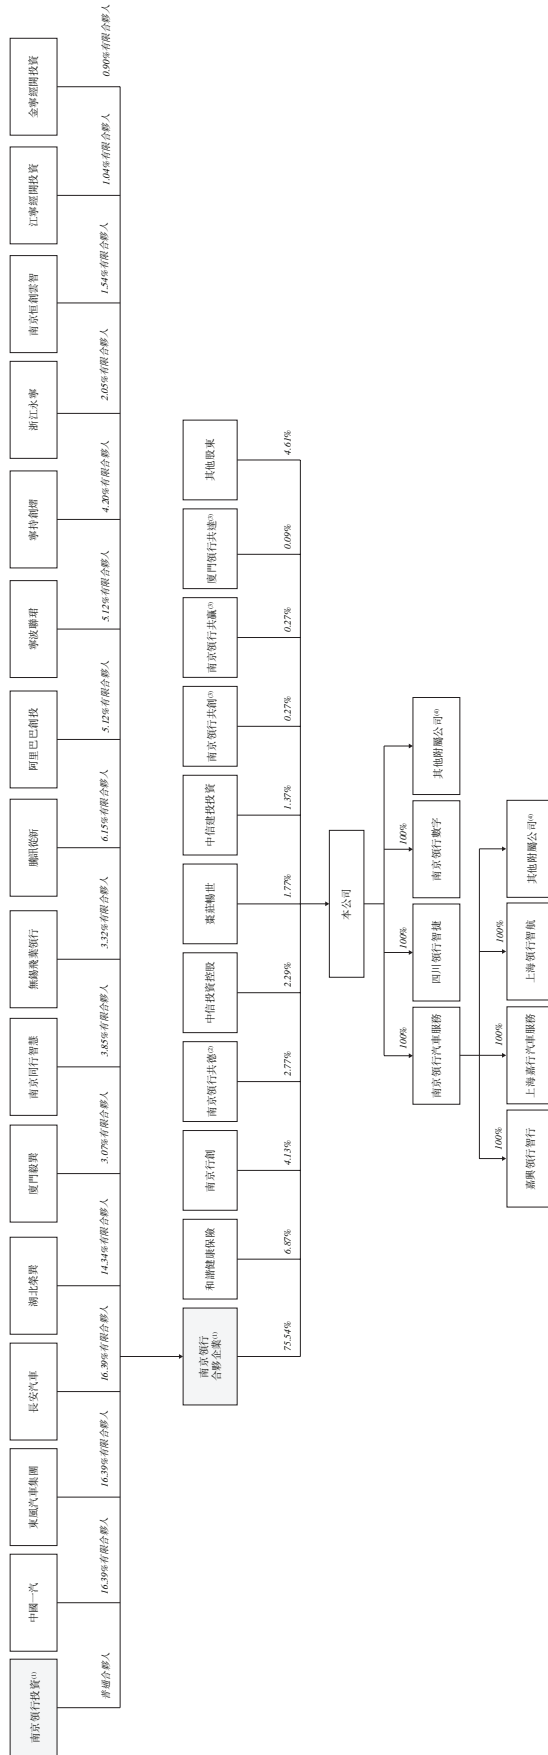 南京領行投資⁽¹⁾
中國一汽
東風汽車集團
長安汽車
湖北榮巽
廈門毅巽
南京同行智慧
無錫飛葉領行
騰訊從新
阿里巴巴創投
寧波聯珺
寧持創熠
浙江永寧
南京恒創雲智
江寧經開投資
金寧經開投資
普通合夥人
16.39%有限合夥人
16.39%有限合夥人
16.39%有限合夥人
14.34%有限合夥人
3.07%有限合夥人
3.85%有限合夥人
3.32%有限合夥人
6.15%有限合夥人
5.12%有限合夥人
5.12%有限合夥人
4.20%有限合夥人
2.05%有限合夥人
1.54%有限合夥人
1.04%有限合夥人
0.90%有限合夥人
南京領行
合夥企業⁽¹⁾
和諧健康保險
南京行創
南京領行共德⁽²⁾
中信投資控股
棗莊暢世
中信建投投資
南京領行共創⁽³⁾
南京領行共贏⁽³⁾
廈門領行共達⁽³⁾
其他股東
75.54%
6.87%
4.13%
2.77%
2.29%
1.77%
1.37%
0.27%
0.27%
0.09%
4.61%
本公司
100%
100%
100%
南京領行汽車服務
四川領行智捷
南京領行數字
其他附屬公司⁽⁴⁾
100%
100%
100%
嘉興領行智行
上海嘉行汽車服務
上海領行智航
其他附屬公司⁽⁴⁾